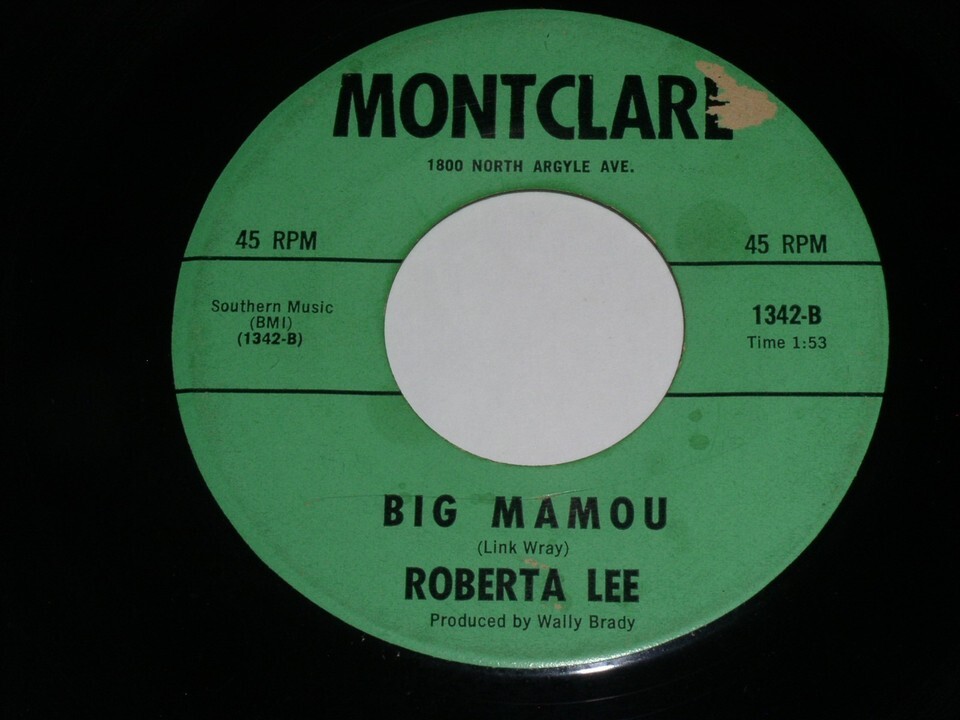 MONTCLARE
1800 NORTH ARGYLE AVE.
45 RPM
45 RPM
Southern Music
(BMI)
(1342-B)
1342-B
Time 1:53
BIG MAMOU
(Link Wray)
ROBERTA LEE
Produced by Wally Brady